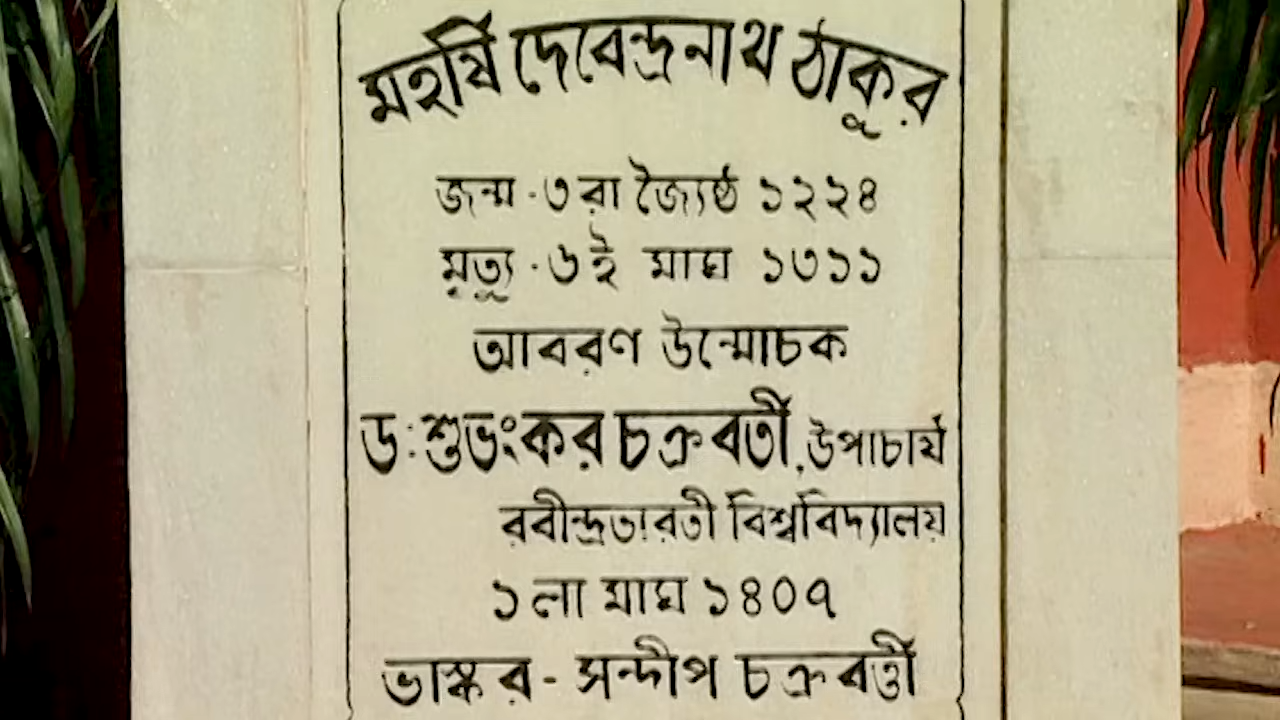 মহর্ষি দেবেন্দ্রনাথ ঠাকুর
জন্ম - ৩রা জ্যৈষ্ঠ ১২২৪
মৃত্যু - ৬ই মাঘ ১৩১১
আবরণ উন্মোচক
ড: শুভংকর চক্রবর্তী, উপাচার্য
রবীন্দ্রভারতী বিশ্ববিদ্যালয়
১লা মাঘ ১৪০৭
ভাস্কর - সন্দীপ চক্রবর্ত্তী